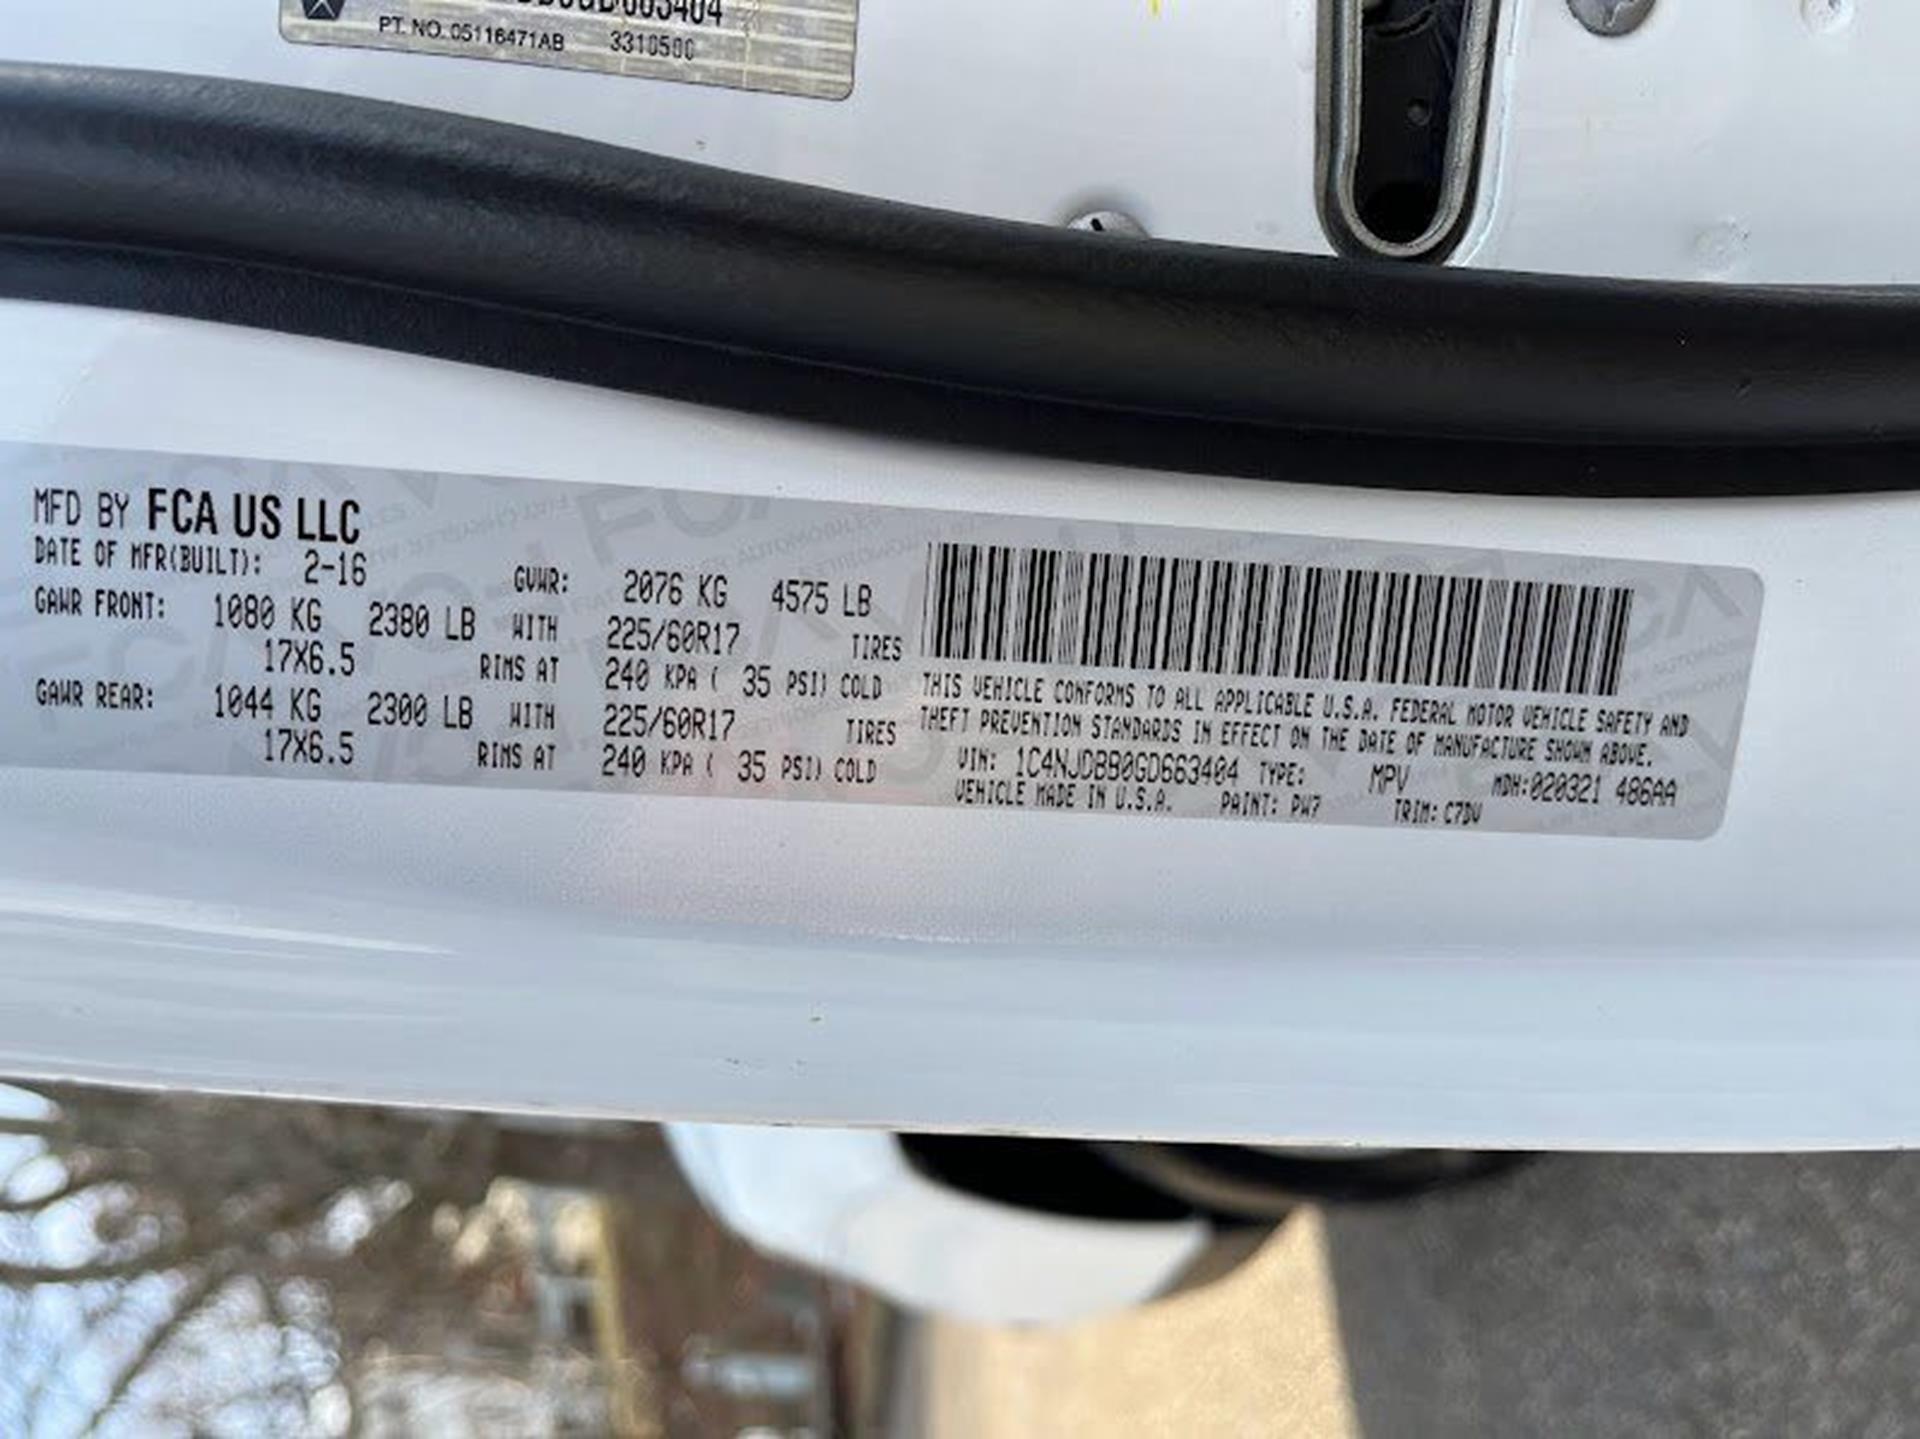 663404
PT. NO. 05116471AB 3310500
MFD BY FCA US LLC
DATE OF MFR(BUILT): 2-16 GVWR: 2076 KG 4575 LB
GAWR FRONT: 1080 KG 2380 LB WITH 225/60R17 TIRES
17X6.5 RIMS AT 240 KPA ( 35 PSI) COLD
GAWR REAR: 1044 KG 2300 LB WITH 225/60R17 TIRES
17X6.5 RIMS AT 240 KPA ( 35 PSI) COLD
THIS VEHICLE CONFORMS TO ALL APPLICABLE U.S.A. FEDERAL MOTOR VEHICLE SAFETY AND
THEFT PREVENTION STANDARDS IN EFFECT ON THE DATE OF MANUFACTURE SHOWN ABOVE.
VIN: 1C4NJDBB0GD663404 TYPE: MPV MDH:020321 486AA
VEHICLE MADE IN U.S.A. PAINT: PW7 TRIM: C7DV